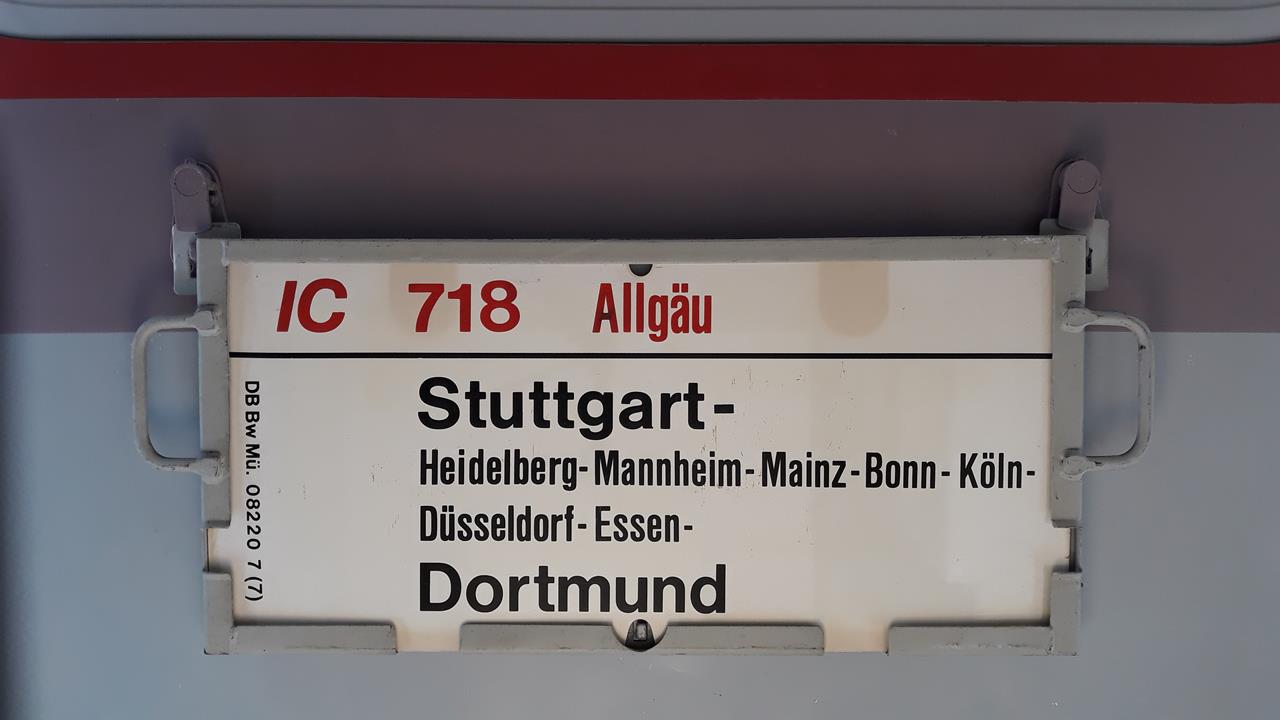 IC 718 Allgäu
Stuttgart-
Heidelberg-Mannheim-Mainz-Bonn-Köln-
Düsseldorf-Essen-
Dortmund
DB Bw Mü. 08220 7 (7)